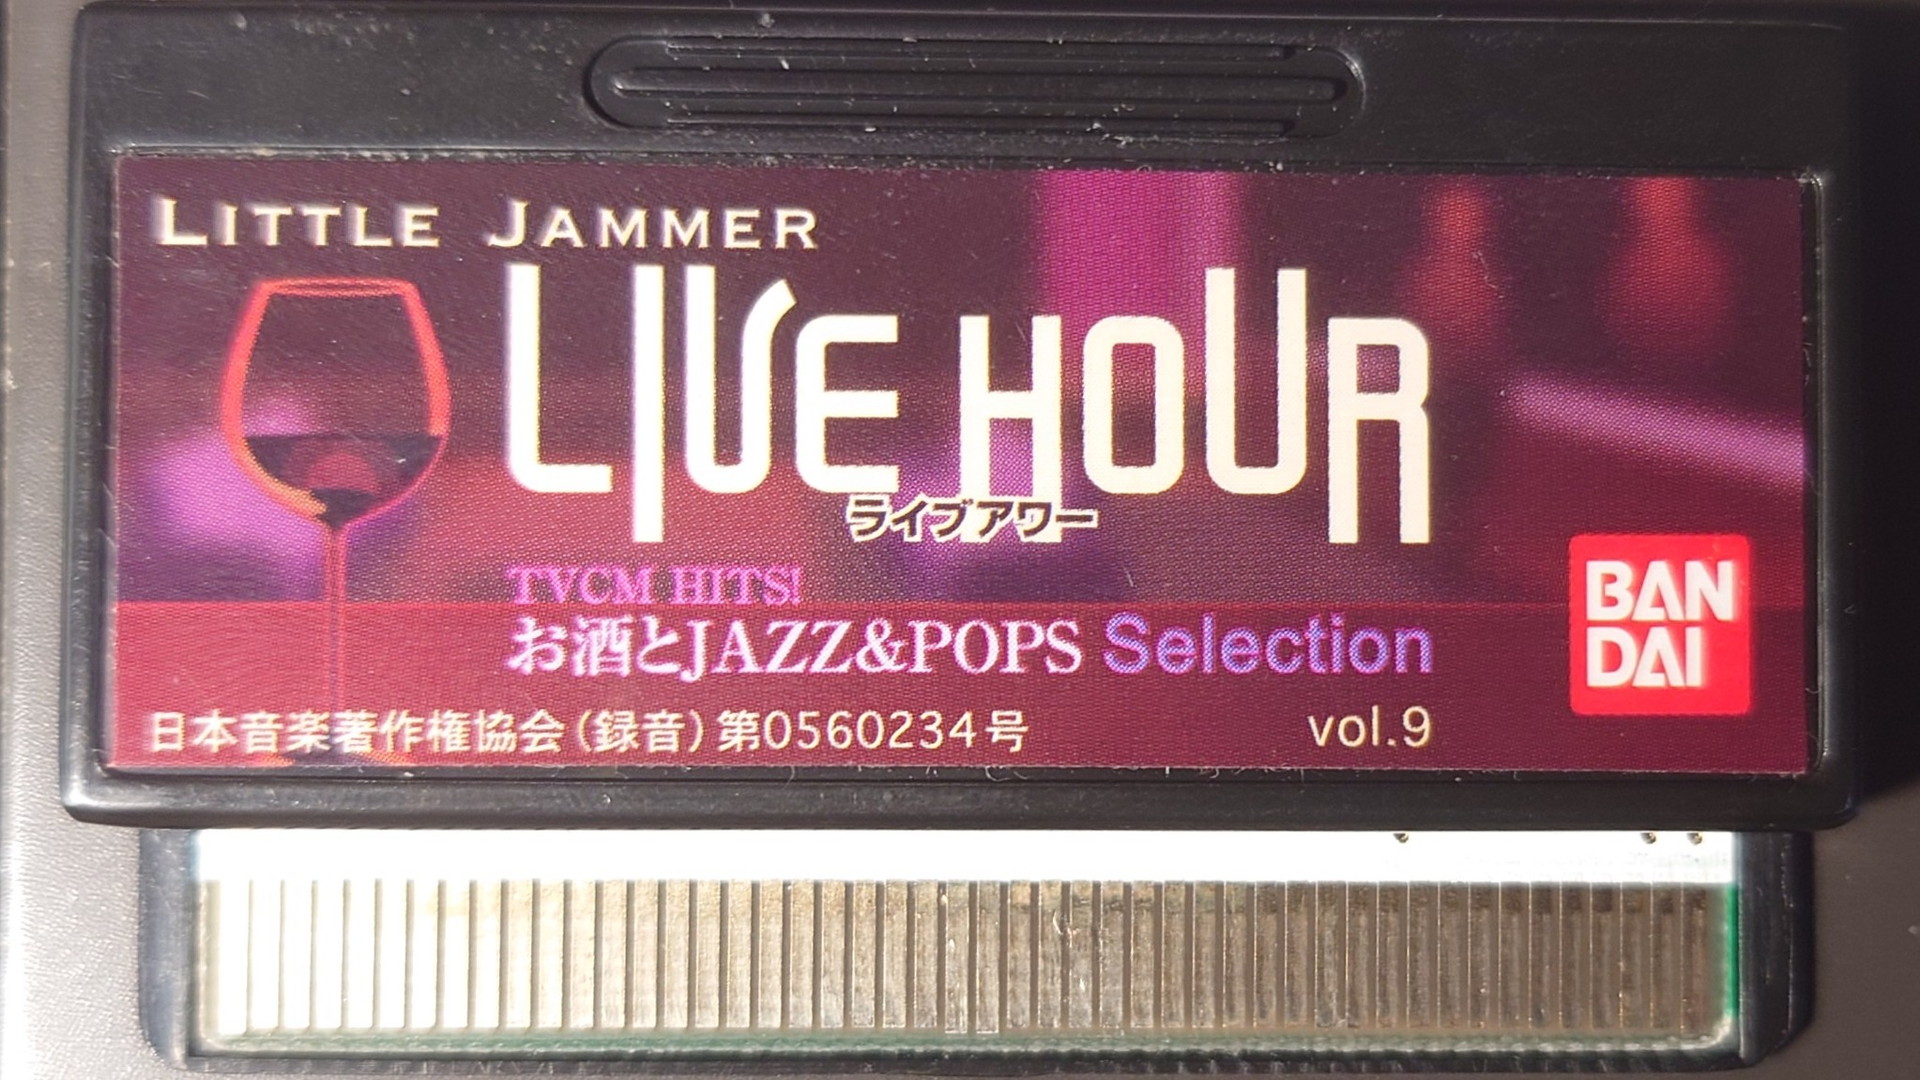 LITTLE JAMMER
LIVE HOUR
ライブアワー
TVCM HITS!
お酒とJAZZ&POPS Selection
日本音楽著作権協会(録音)第0560234号
vol.9
BAN
DAI